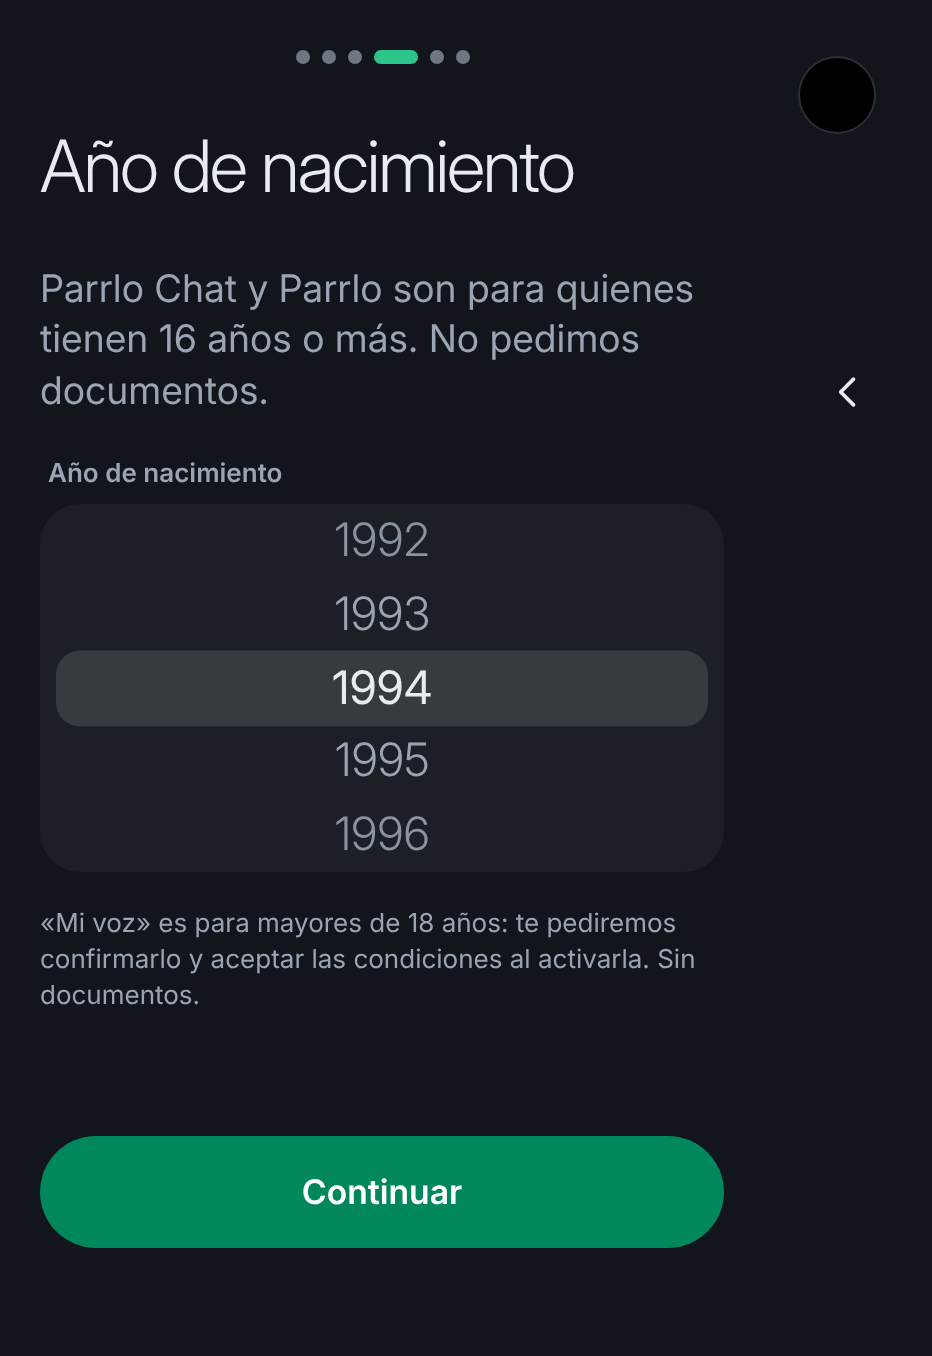 Año de nacimiento
Parrlo Chat y Parrlo son para quienes
tienen 16 años o más. No pedimos
documentos.
Año de nacimiento
1992
1993
1994
1995
1996
«Mi voz» es para mayores de 18 años: te pediremos
confirmarlo y aceptar las condiciones al activarla. Sin
documentos.
Continuar